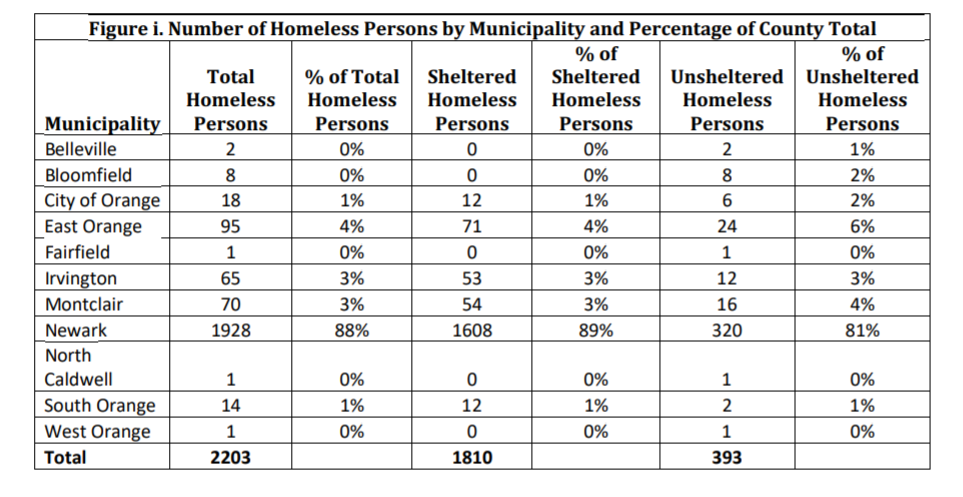 Figure i. Number of Homeless Persons by Municipality and Percentage of County Total
Municipality Total Homeless Persons % of Total Homeless Persons Sheltered Homeless Persons % of Sheltered Homeless Persons Unsheltered Homeless Persons % of Unsheltered Homeless Persons
Belleville 2 0% 0 0% 2 1%
Bloomfield 8 0% 0 0% 8 2%
City of Orange 18 1% 12 1% 6 2%
East Orange 95 4% 71 4% 24 6%
Fairfield 1 0% 0 0% 1 0%
Irvington 65 3% 53 3% 12 3%
Montclair 70 3% 54 3% 16 4%
Newark 1928 88% 1608 89% 320 81%
North
Caldwell 1 0% 0 0% 1 0%
South Orange 14 1% 12 1% 2 1%
West Orange 1 0% 0 0% 1 0%
Total 2203 1810 393